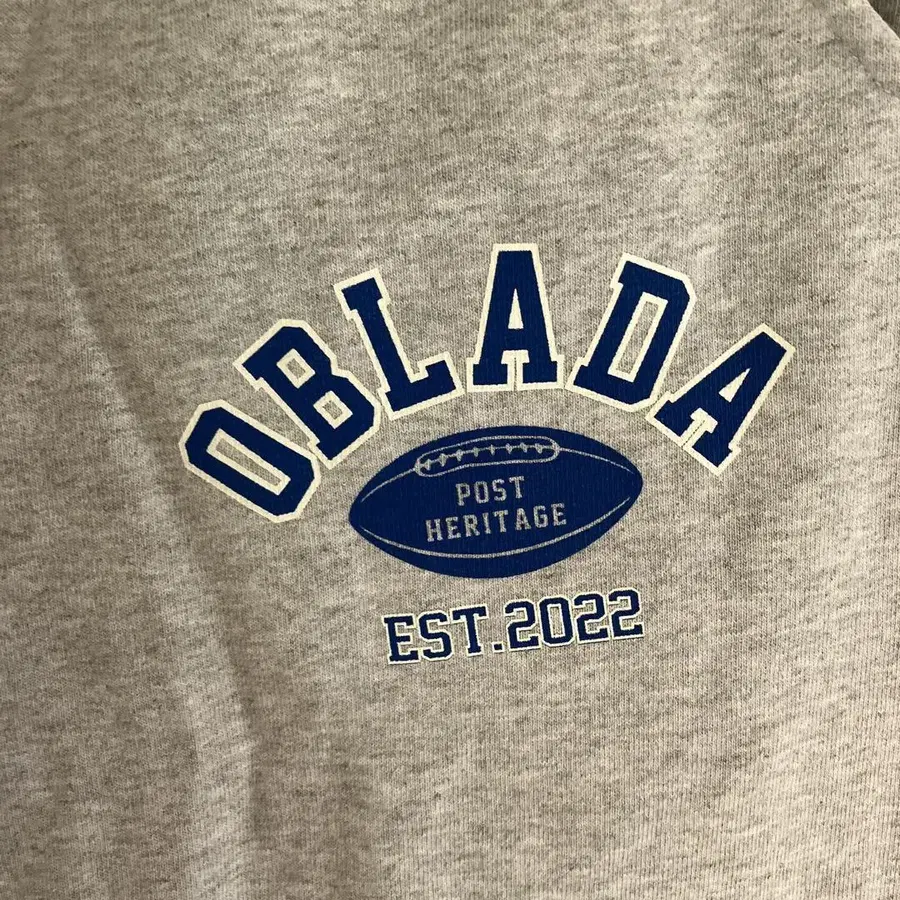 OBLADA
POST
HERITAGE
EST.2022